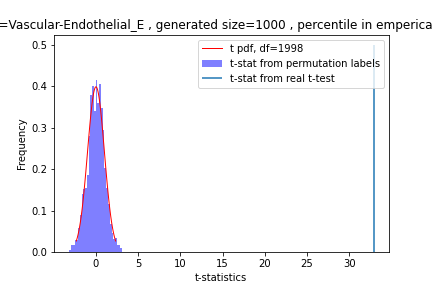 =Vascular-Endothelial_E , generated size=1000 , percentile in emperica
t pdf, df=1998
t-stat from permutation labels
t-stat from real t-test
Frequency
0.5
0.4
0.3
0.2
0.1
0.0
0
5
10
15
20
25
30
t-statistics